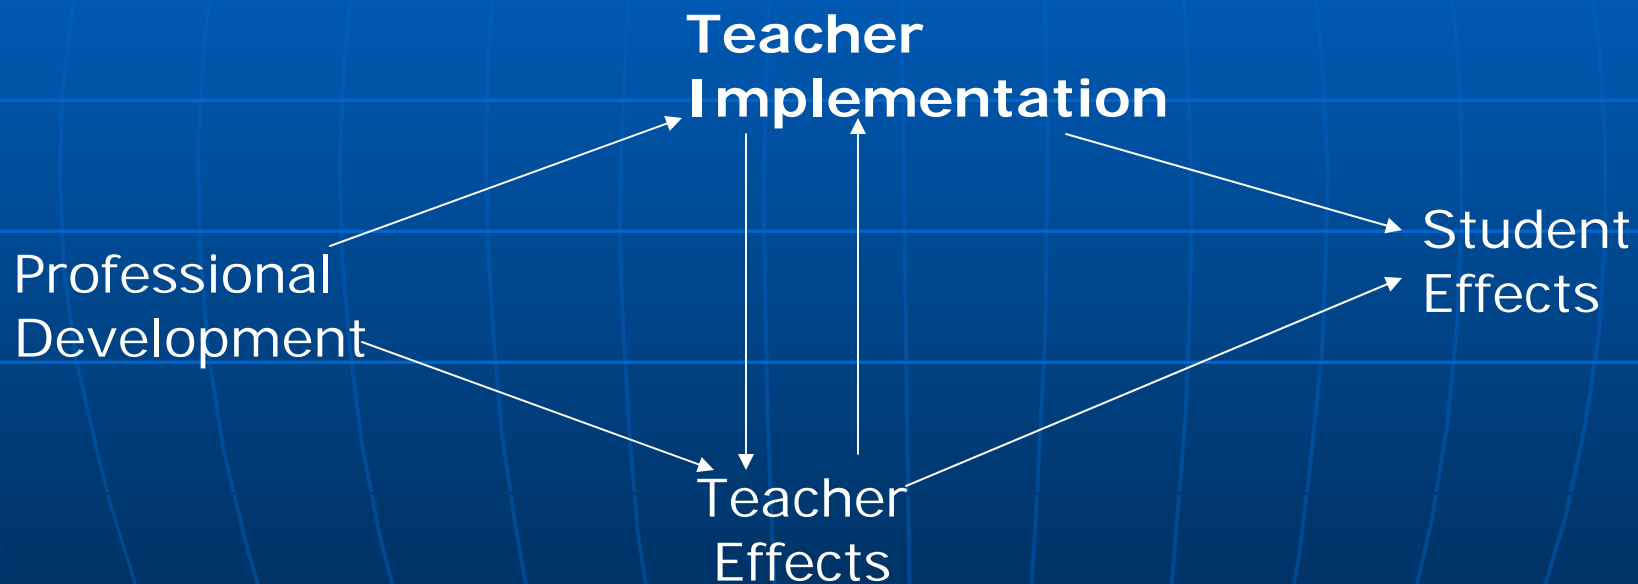 Teacher
Implementation
Professional
Development
Student
Effects
Teacher
Effects